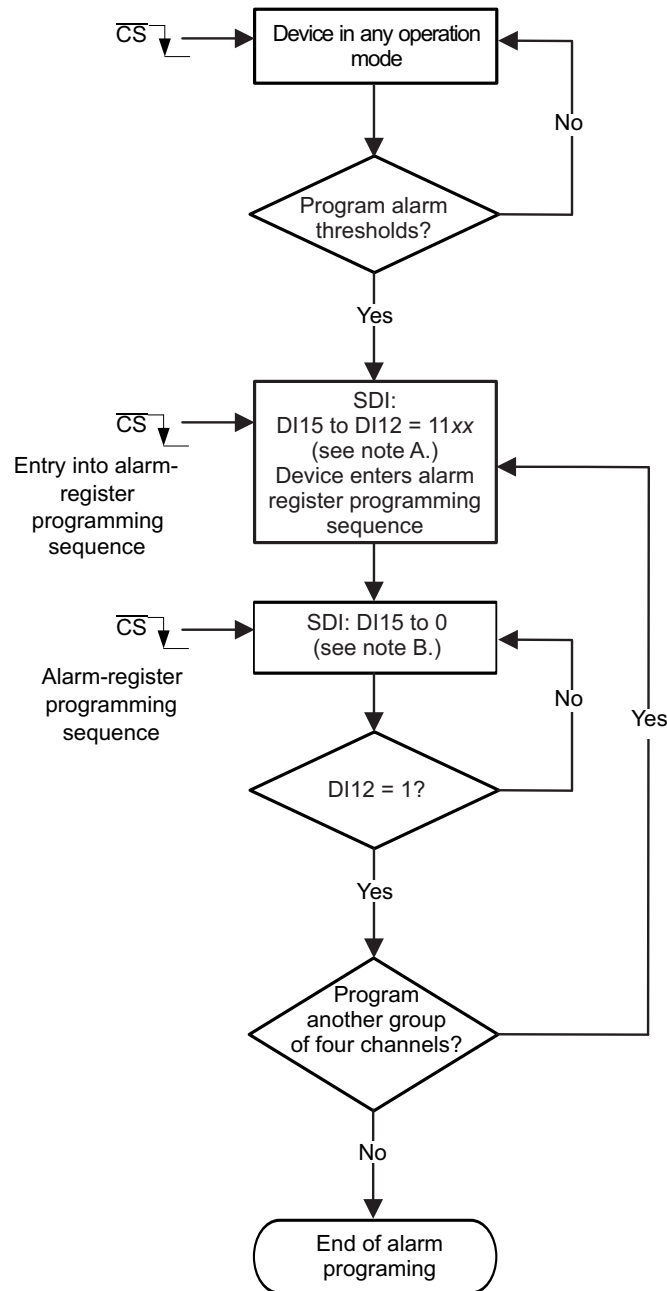 CS
Device in any operation
mode
No
Program alarm
thresholds?
Yes
CS
Entry into alarm-
register
programming
sequence
SDI:
DI15 to DI12 = 11xx
(see note A.)
Device enters alarm
register programming
sequence
CS
Alarm-register
programming
sequence
SDI: DI15 to 0
(see note B.)
No
Yes
DI12 = 1?
Yes
Program
another group
of four channels?
No
End of alarm
programing